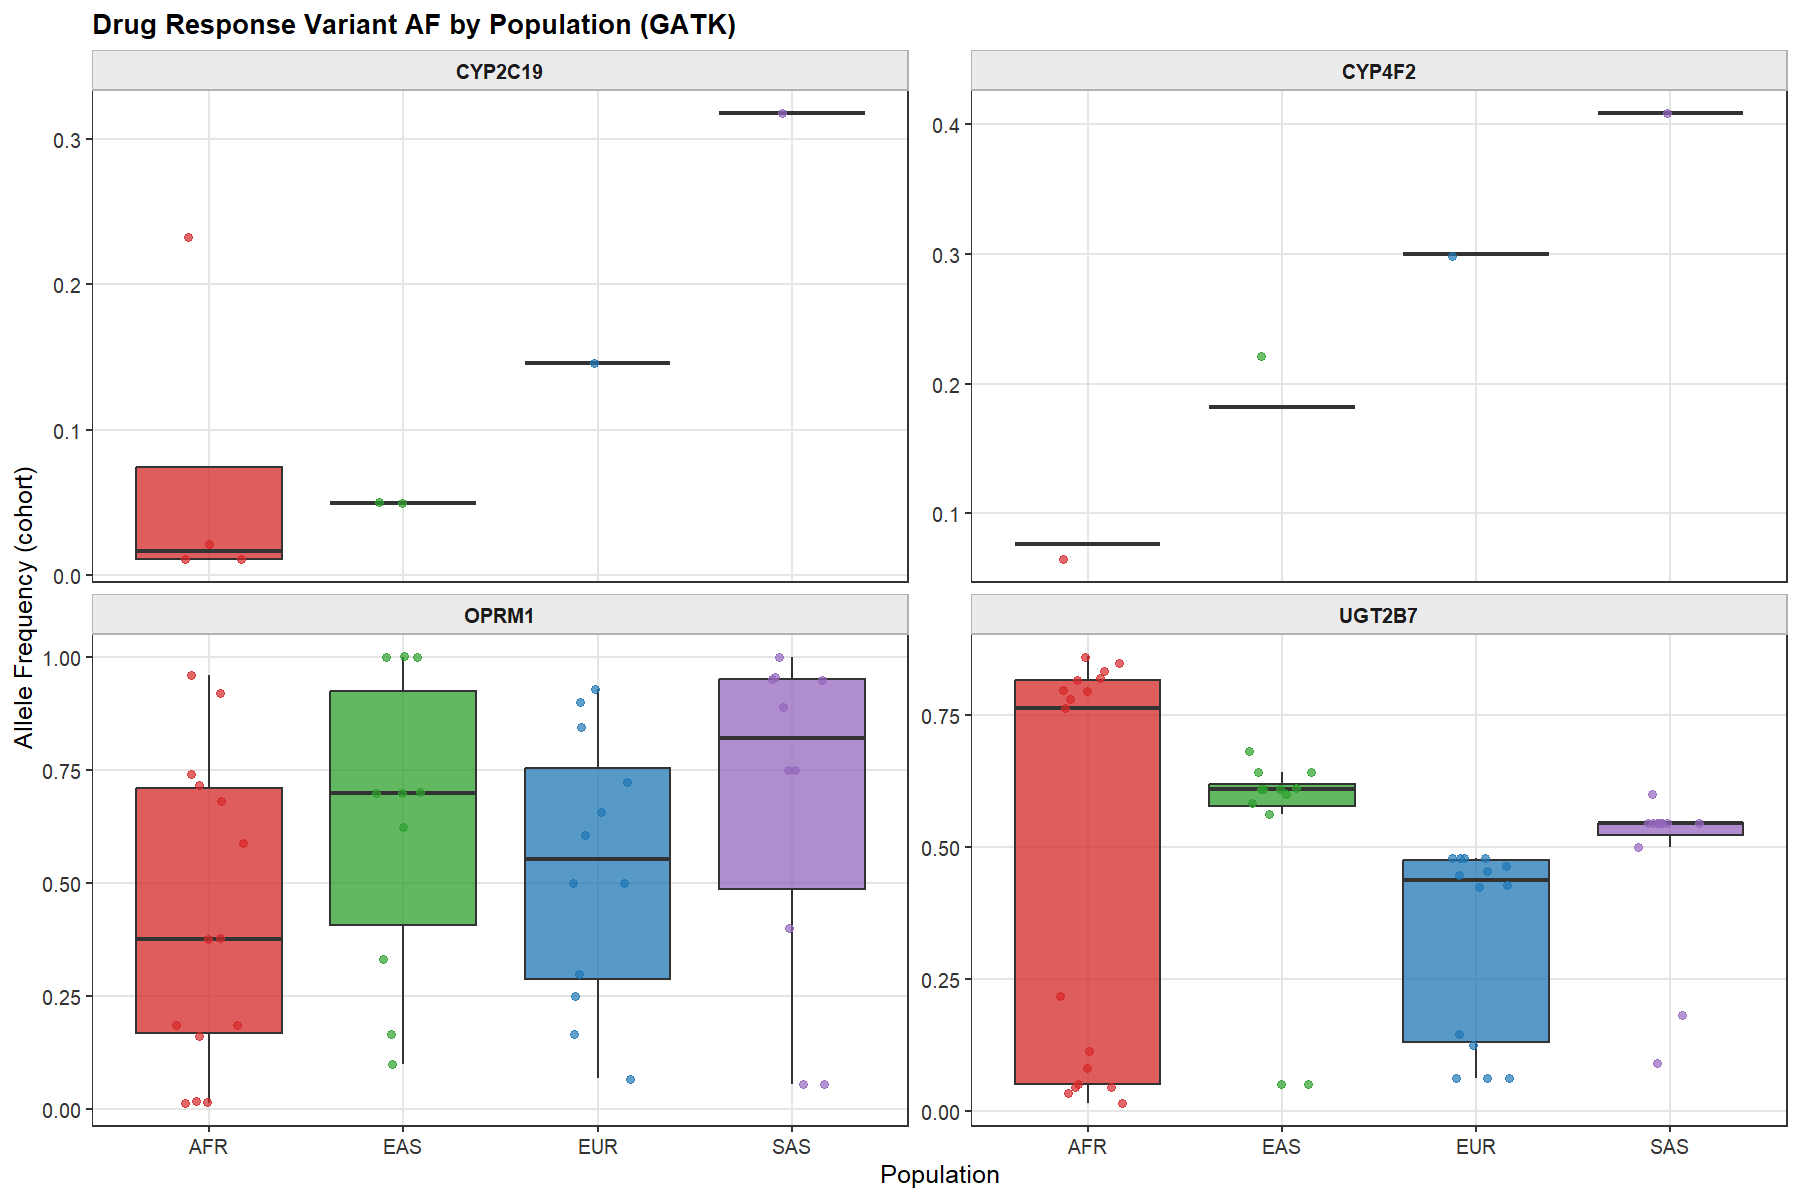 Drug Response Variant AF by Population (GATK)
CYP2C19
CYP4F2
0.3
0.2
0.1
0.0
0.4
0.3
0.2
0.1
Allele Frequency (cohort)
OPRM1
UGT2B7
1.00
0.75
0.50
0.25
0.00
0.75
0.50
0.25
0.00
AFR EAS EUR SAS
AFR EAS EUR SAS
Population